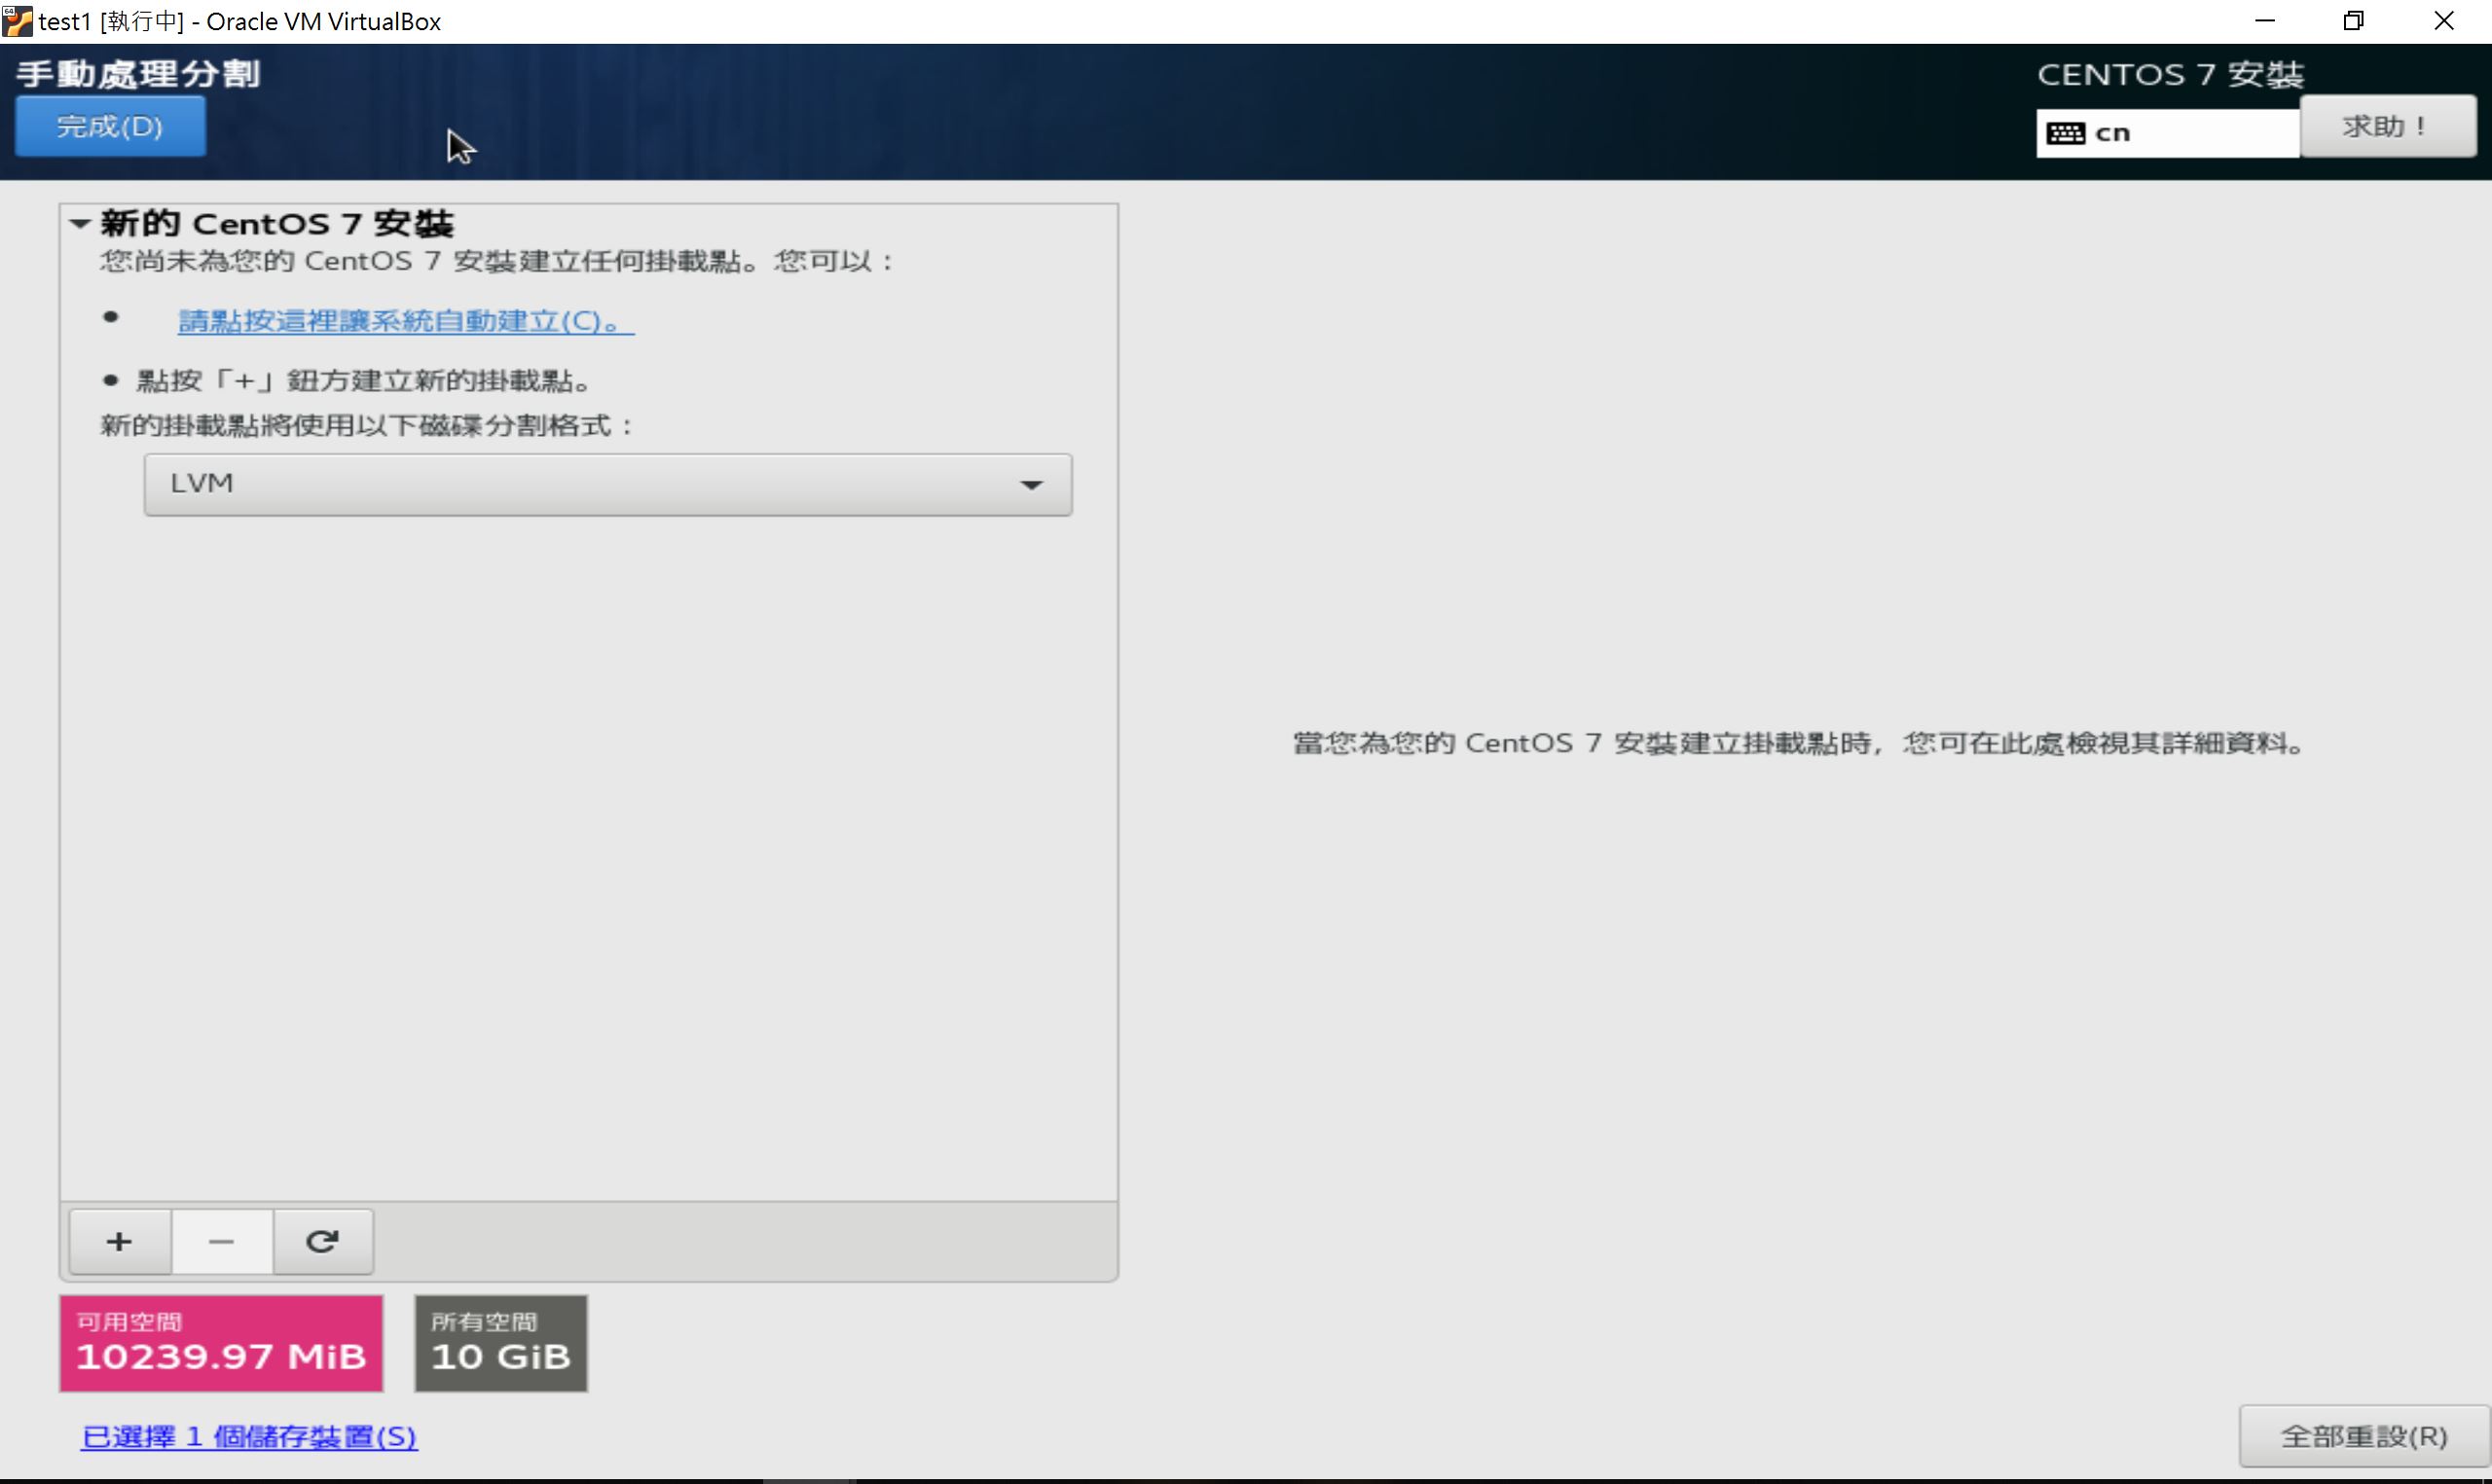 test1 [執行中] - Oracle VM VirtualBox
手動處理分割
CENTOS 7 安裝
完成(D)
cn
求助！
新的 CentOS 7 安裝
您尚未為您的 CentOS 7 安裝建立任何掛載點。您可以：
請點按這裡讓系統自動建立(C)。
點按「+」鈕方建立新的掛載點。
新的掛載點將使用以下磁碟分割格式：
LVM
當您為您的 CentOS 7 安裝建立掛載點時，您可在此處檢視其詳細資料。
可用空間
10239.97 MiB
所有空間
10 GiB
已選擇 1 個儲存裝置(S)
全部重設(R)